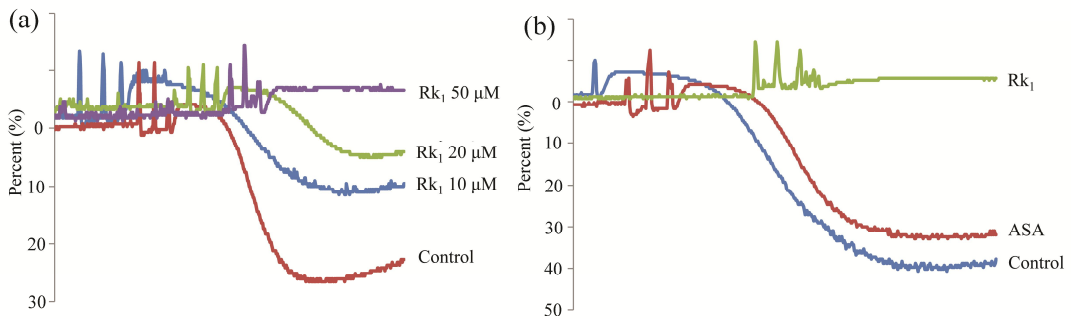 (a)
Percent (%)
0
10
20
30
Rk₁ 50 μM
Rk₁ 20 μM
Rk₁ 10 μM
Control
(b)
Percent (%)
0
10
20
30
40
50
Rk₁
ASA
Control